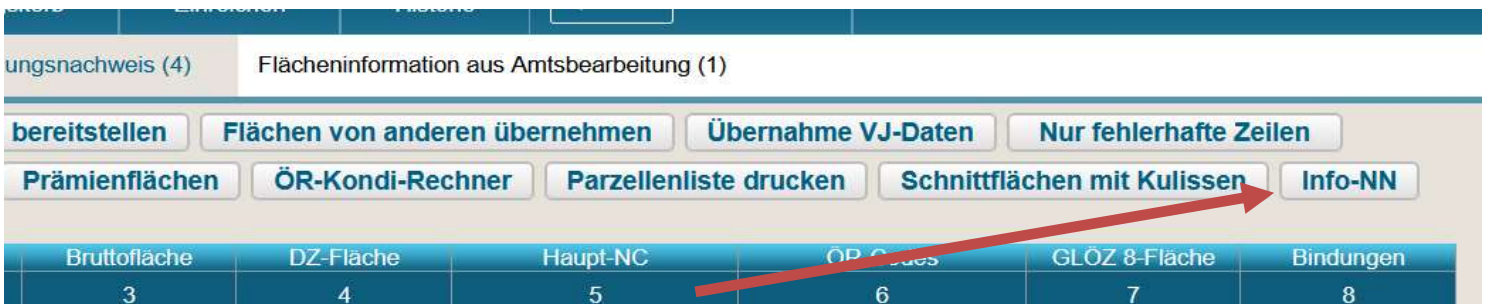 ungsnachweis (4) Flächeninformation aus Amtsbearbeitung (1)
bereitstellen Flächen von anderen übernehmen Übernahme VJ-Daten Nur fehlerhafte Zeilen
Prämienflächen ÖR-Kondi-Rechner Parzellenliste drucken Schnittflächen mit Kulissen Info-NN
Bruttofläche DZ-Fläche Haupt-NC ÖR-Codes GLÖZ 8-Fläche Bindungen
3 4 5 6 7 8